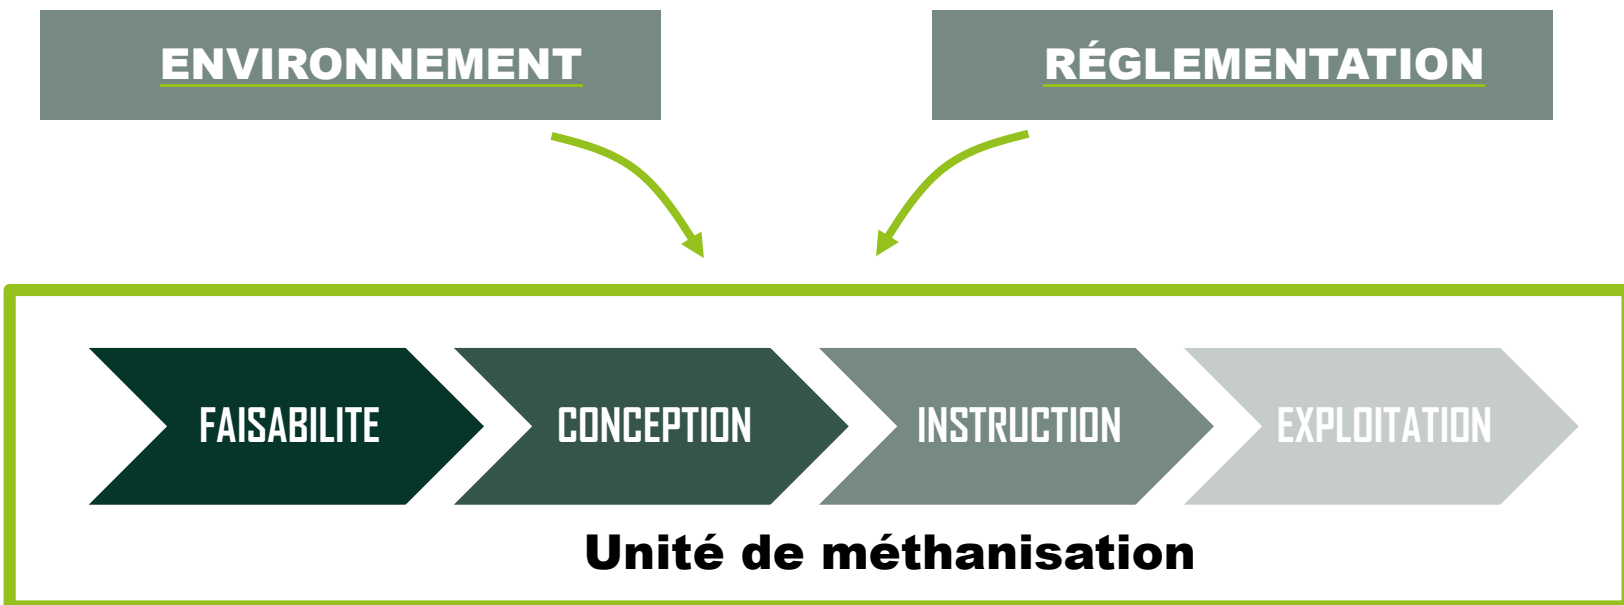 ENVIRONNEMENT
RÉGLEMENTATION
FAISABILITE
CONCEPTION
INSTRUCTION
EXPLOITATION
Unité de méthanisation